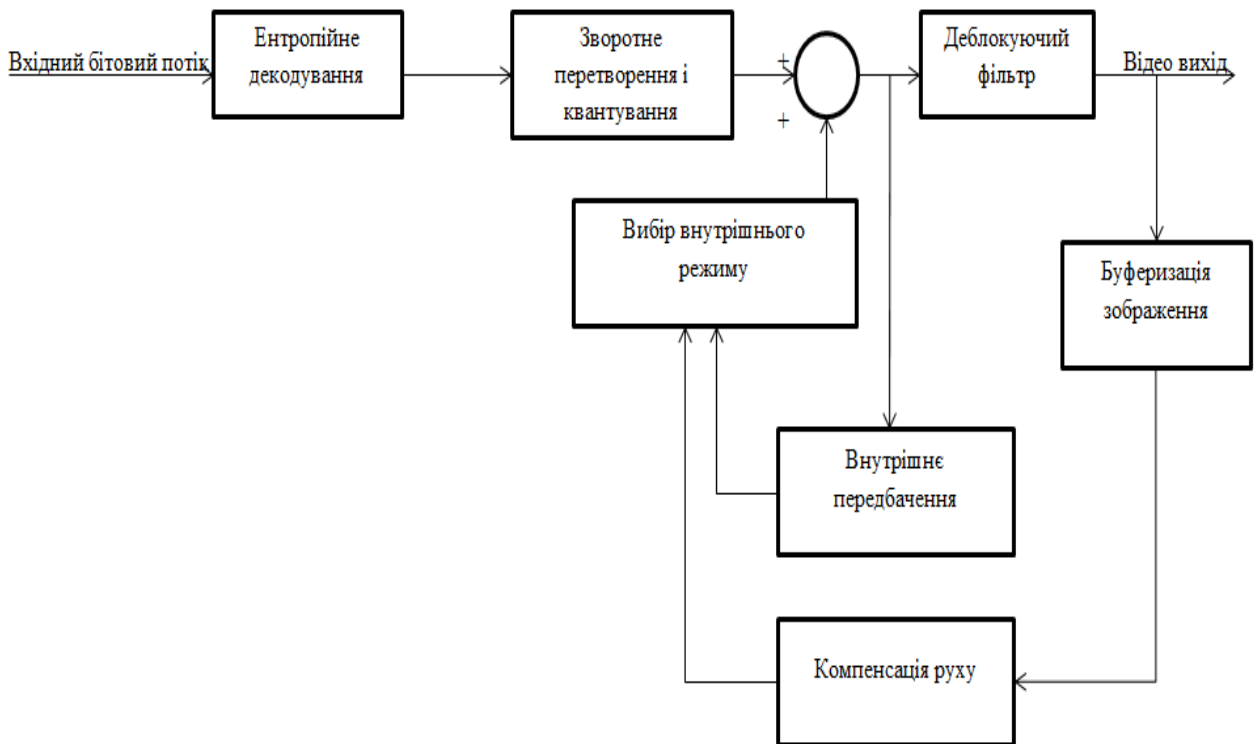 Вхідний бітовий потік
Ентропійне
декодування
Зворотне
перетворення і
квантування
+
+
Деблокуючий
фільтр
Відео вихід
Вибір внутрішнього
режиму
Буферизація
зображення
Внутрішнє
передбачення
Компенсація руху